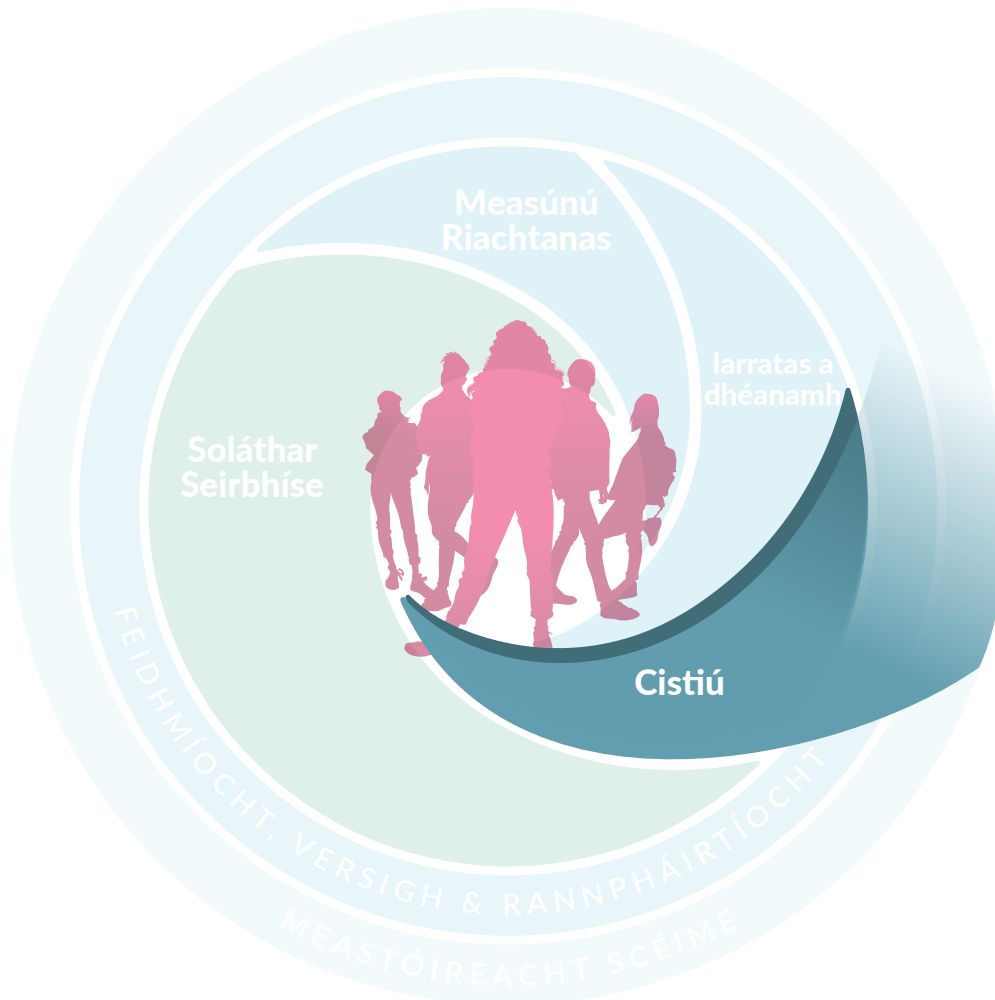 Measúnú
Riachtanas
Iarratas a
dhéanamh
Soláthar
Seirbhíse
Cistiú
FEIDHMÍOCHT, VERSIGH & RANNPHÁIRTÍOCHT
MEASTÓIREACHT SCÉIME